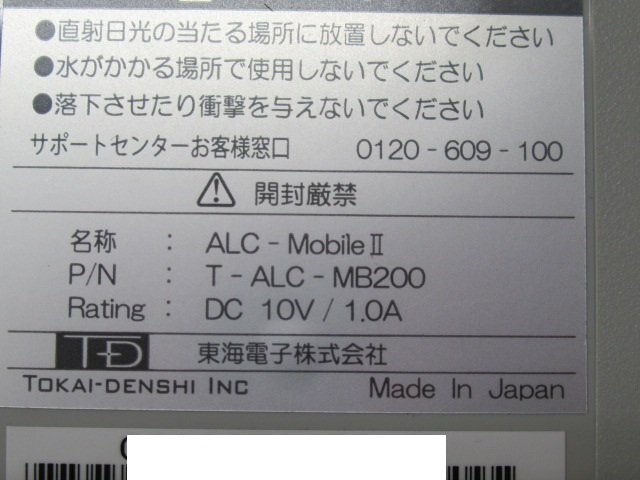 ●直射日光の当たる場所に放置しないでください
●水がかかる場所で使用しないでください
●落下させたり衝撃を与えないでください
サポートセンターお客様窓口 0120-609-100
開封厳禁
名称 : ALC-MobileⅡ
P/N : T-ALC-MB200
Rating : DC 10V / 1.0A
T-D 東海電子株式会社
TOKAI-DENSHI INC Made In Japan